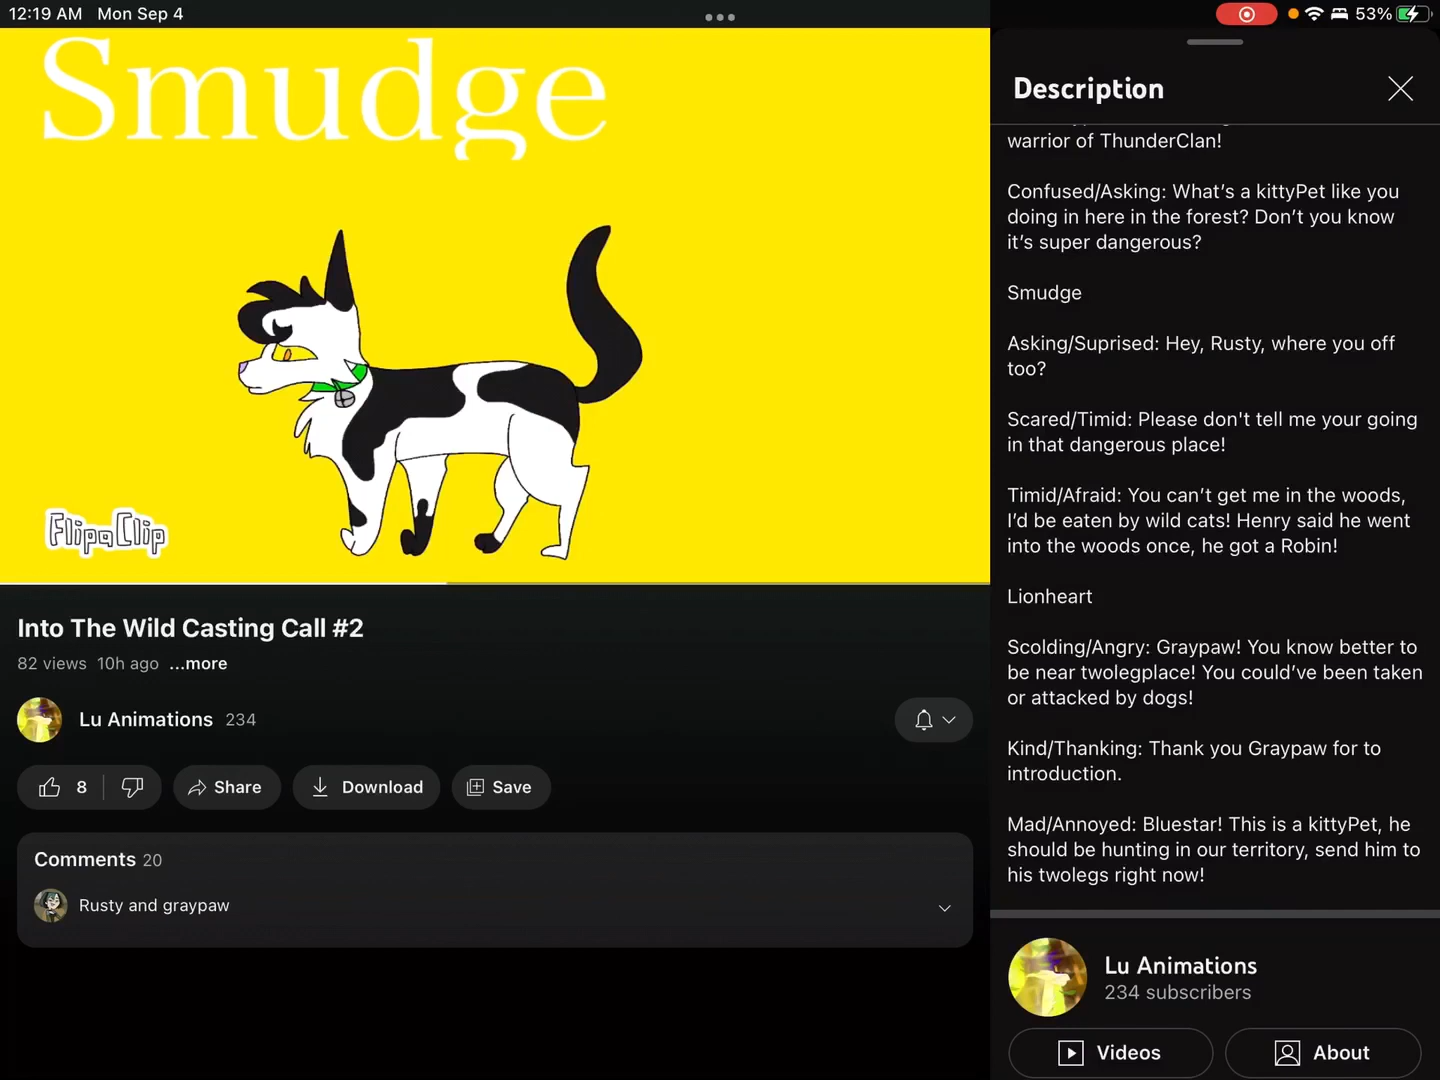 12:19 AM Mon Sep 4
53%
Smudge
FlipaClip
Into The Wild Casting Call #2
82 views 10h ago ...more
Lu Animations 234
8 Share Download Save
Comments 20
Rusty and graypaw
Description
warrior of ThunderClan!
Confused/Asking: What's a kittyPet like you
doing in here in the forest? Don't you know
it's super dangerous?
Smudge
Asking/Suprised: Hey, Rusty, where you off
too?
Scared/Timid: Please don't tell me your going
in that dangerous place!
Timid/Afraid: You can't get me in the woods,
I'd be eaten by wild cats! Henry said he went
into the woods once, he got a Robin!
Lionheart
Scolding/Angry: Graypaw! You know better to
be near twolegplace! You could've been taken
or attacked by dogs!
Kind/Thanking: Thank you Graypaw for to
introduction.
Mad/Annoyed: Bluestar! This is a kittyPet, he
should be hunting in our territory, send him to
his twolegs right now!
Lu Animations
234 subscribers
Videos About